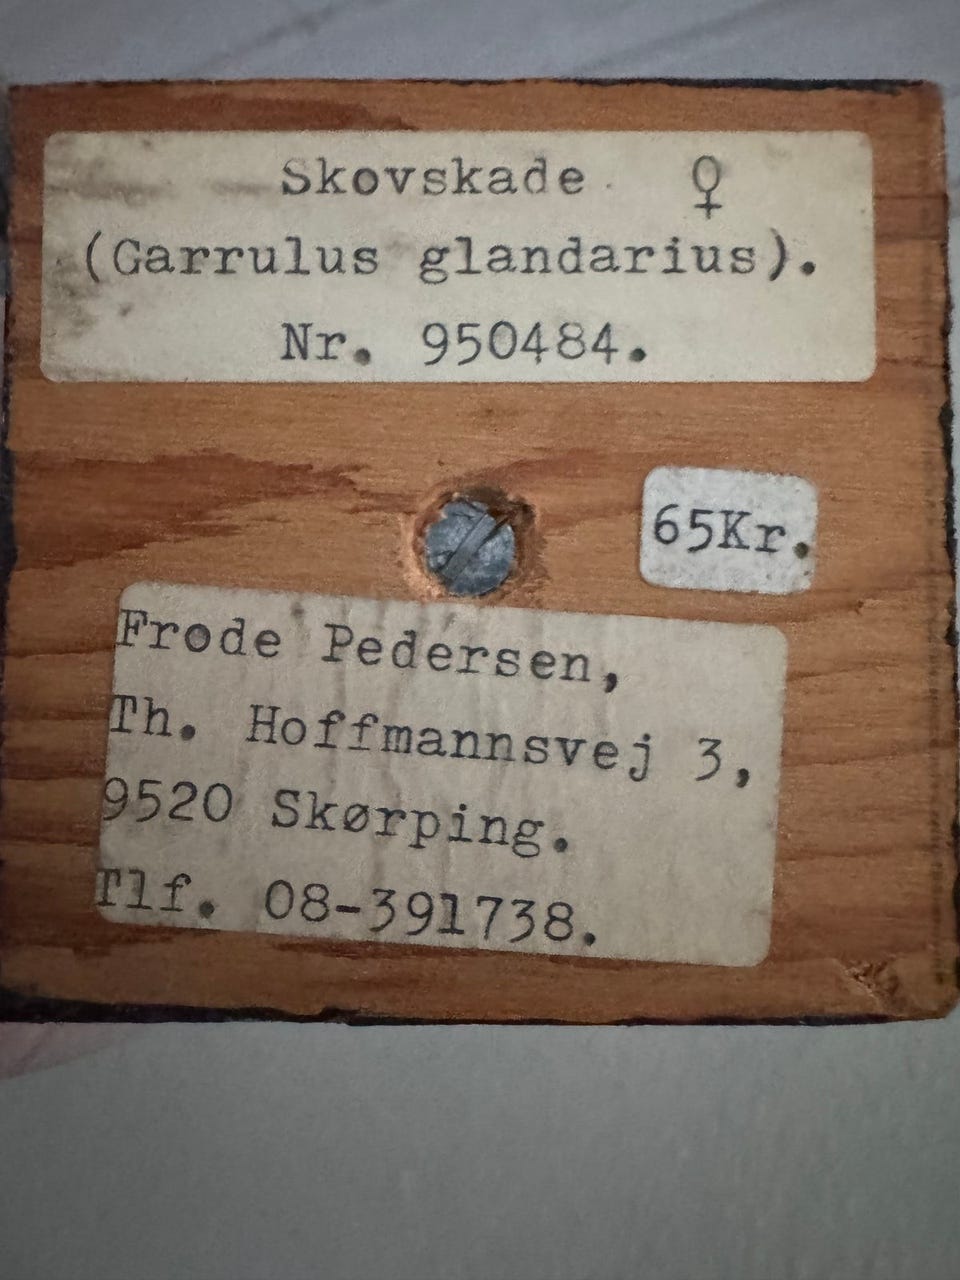 Skovskade ♀
(Garrulus glandarius).
Nr. 950484.
65Kr.
Frode Pedersen,
Th. Hoffmannsvej 3,
9520 Skørping.
Tlf. 08-391738.